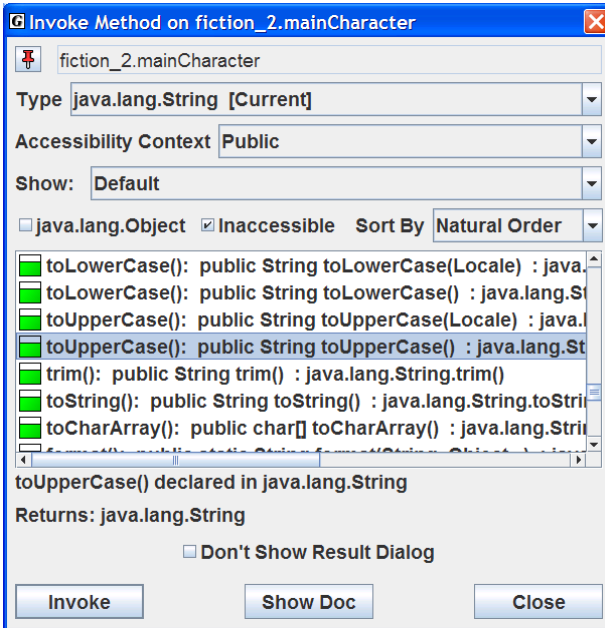 Invoke Method on fiction_2.mainCharacter
fiction_2.mainCharacter
Type java.lang.String [Current]
Accessibility Context Public
Show: Default
java.lang.Object Inaccessible Sort By Natural Order
toLowerCase(): public String toLowerCase(Locale) : java.
toLowerCase(): public String toLowerCase() : java.lang.St
toUpperCase(): public String toUpperCase(Locale) : java.l
toUpperCase(): public String toUpperCase() : java.lang.St
trim(): public String trim() : java.lang.String.trim()
toString(): public String toString() : java.lang.String.toStri
toCharArray(): public char[] toCharArray() : java.lang.Stri
toUpperCase() declared in java.lang.String
Returns: java.lang.String
Don't Show Result Dialog
Invoke Show Doc Close